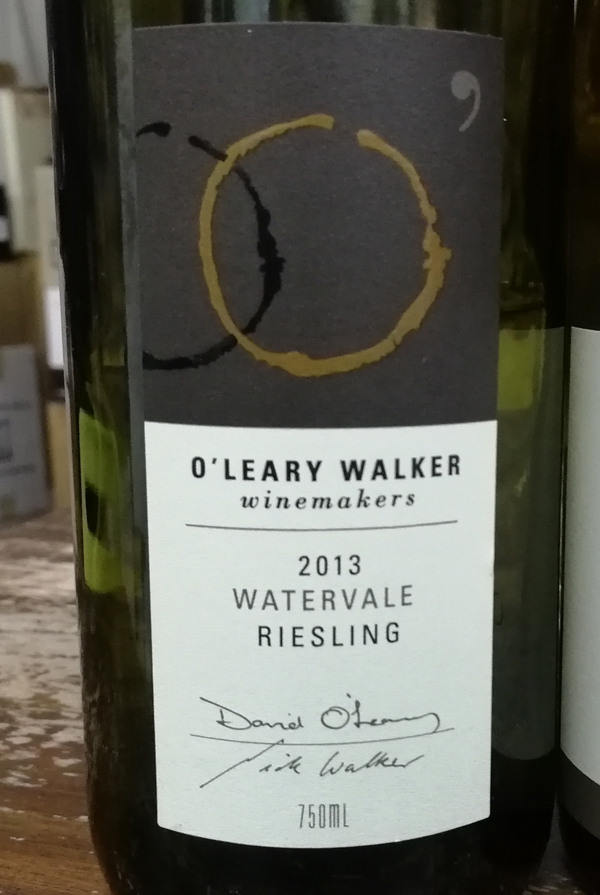 O'LEARY WALKER
winemakers
2013
WATERVALE
RIESLING
David O'Leary
Nick Walker
750ML